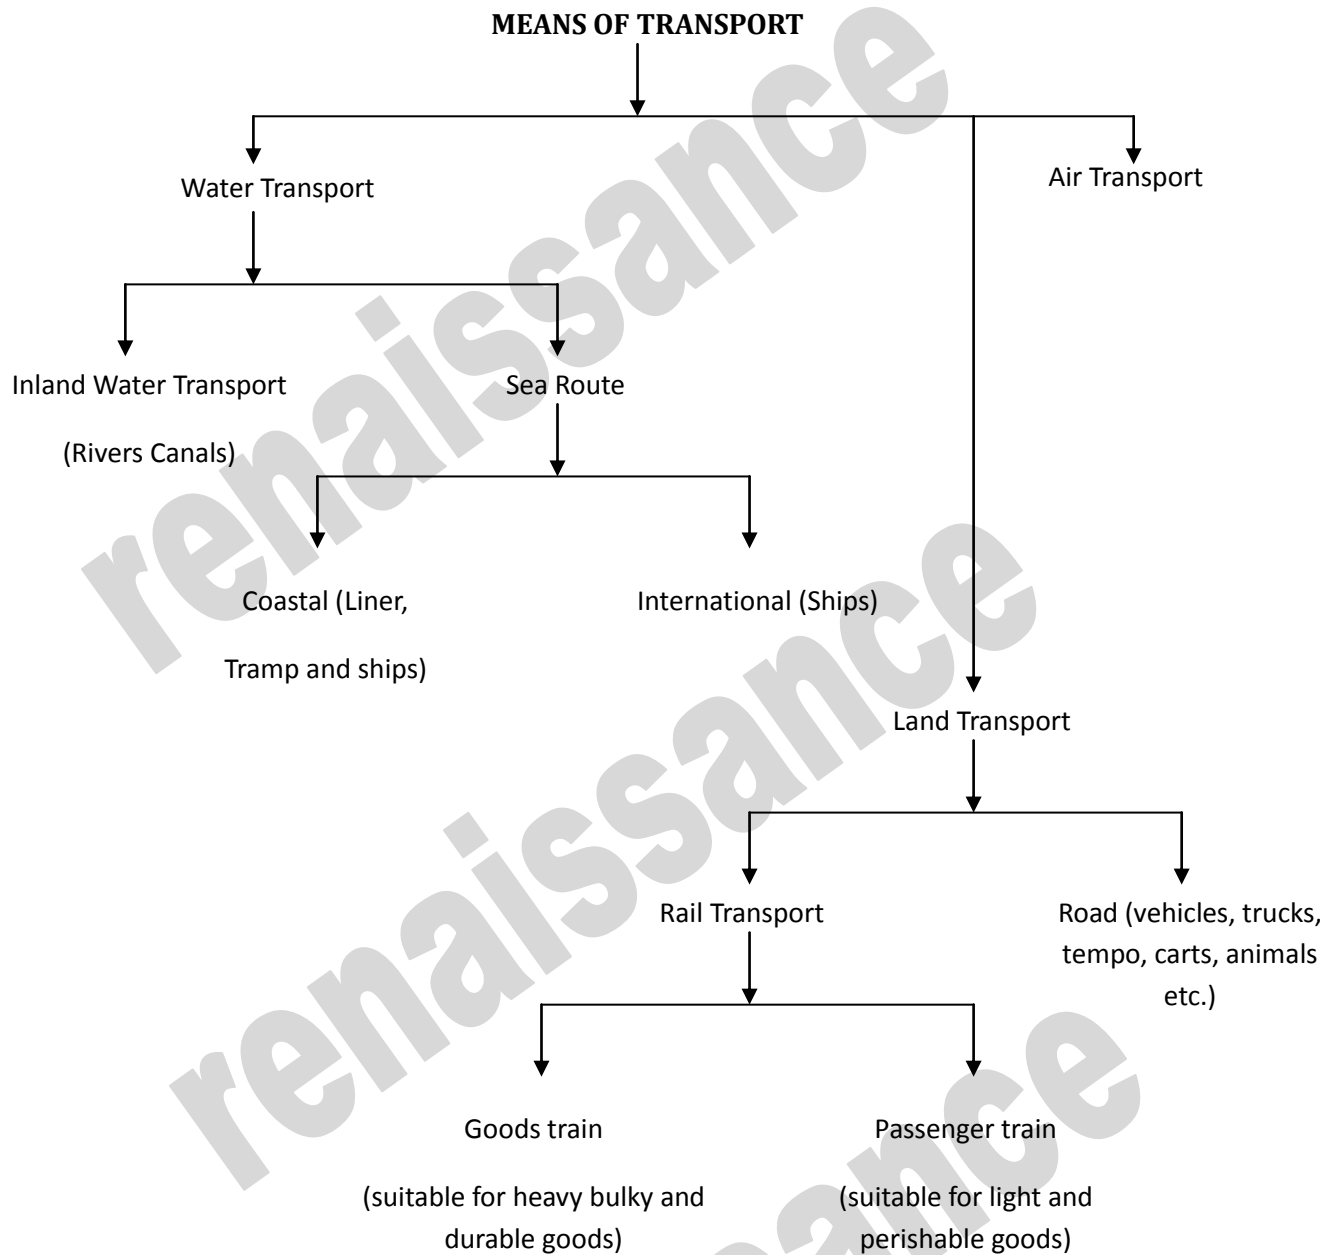 MEANS OF TRANSPORT
Water Transport
Air Transport
Inland Water Transport
(Rivers Canals)
Sea Route
Coastal (Liner,
Tramp and ships)
International (Ships)
Land Transport
Rail Transport
Road (vehicles, trucks,
tempo, carts, animals
etc.)
Goods train
(suitable for heavy bulky and
durable goods)
Passenger train
(suitable for light and
perishable goods)
renaissance
renaissance
renaissance